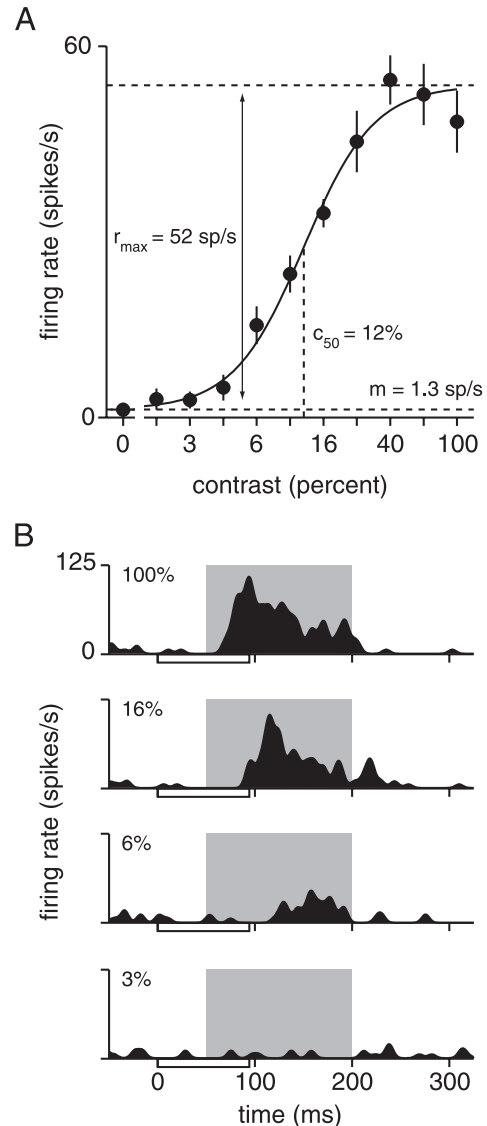 A
60
firing rate (spikes/s)
r_max = 52 sp/s
c_50 = 12%
m = 1.3 sp/s
0
0 3 6 16 40 100
contrast (percent)
B
125
100%
0
16%
firing rate (spikes/s)
6%
3%
0 100 200 300
time (ms)